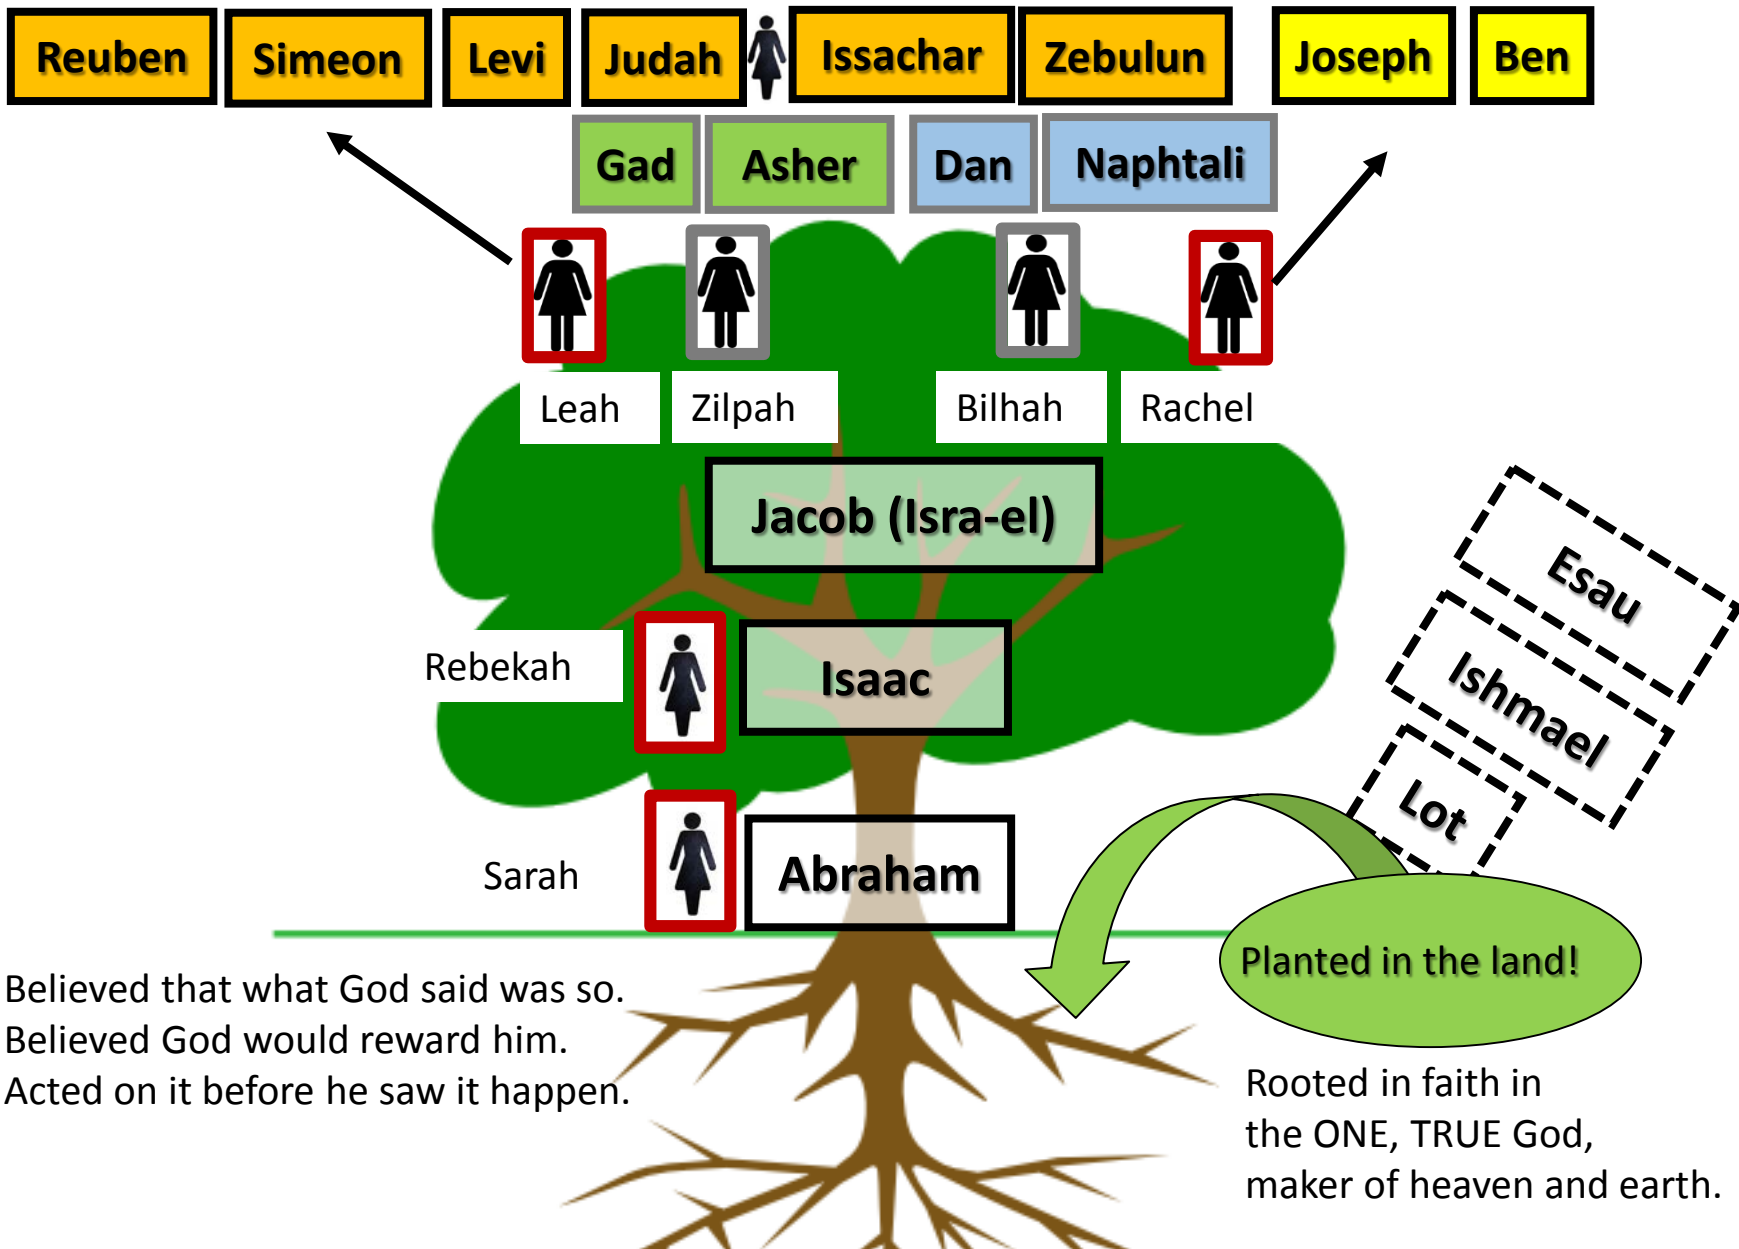 Reuben
Simeon
Levi
Judah
Issachar
Zebulun
Joseph
Ben
Gad
Asher
Dan
Naphtali
Leah
Zilpah
Bilhah
Rachel
Jacob (Isra-el)
Esau
Ishmael
Lot
Rebekah
Isaac
Sarah
Abraham
Planted in the land!
Believed that what God said was so.
Believed God would reward him.
Acted on it before he saw it happen.
Rooted in faith in
the ONE, TRUE God,
maker of heaven and earth.